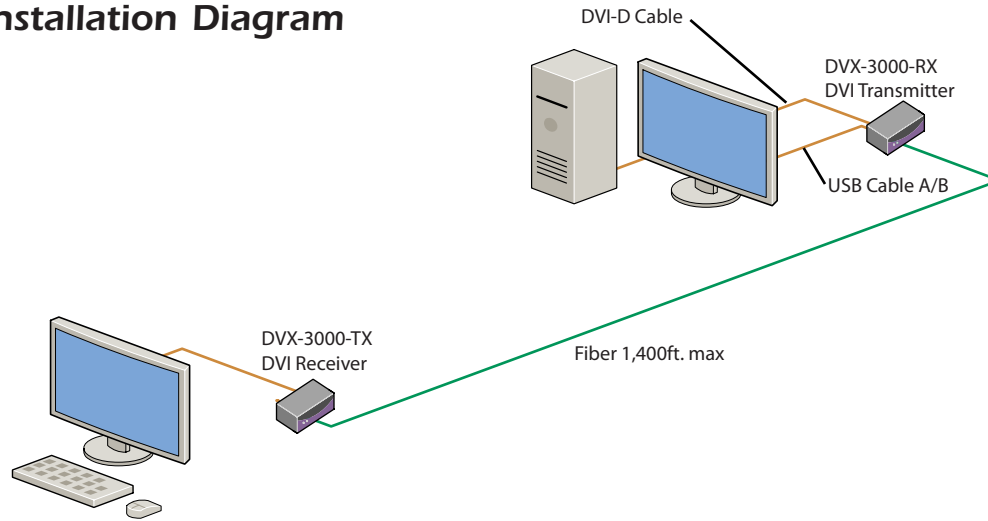 nstallation Diagram
DVI-D Cable
DVX-3000-RX
DVI Transmitter
USB Cable A/B
DVX-3000-TX
DVI Receiver
Fiber 1,400ft. max